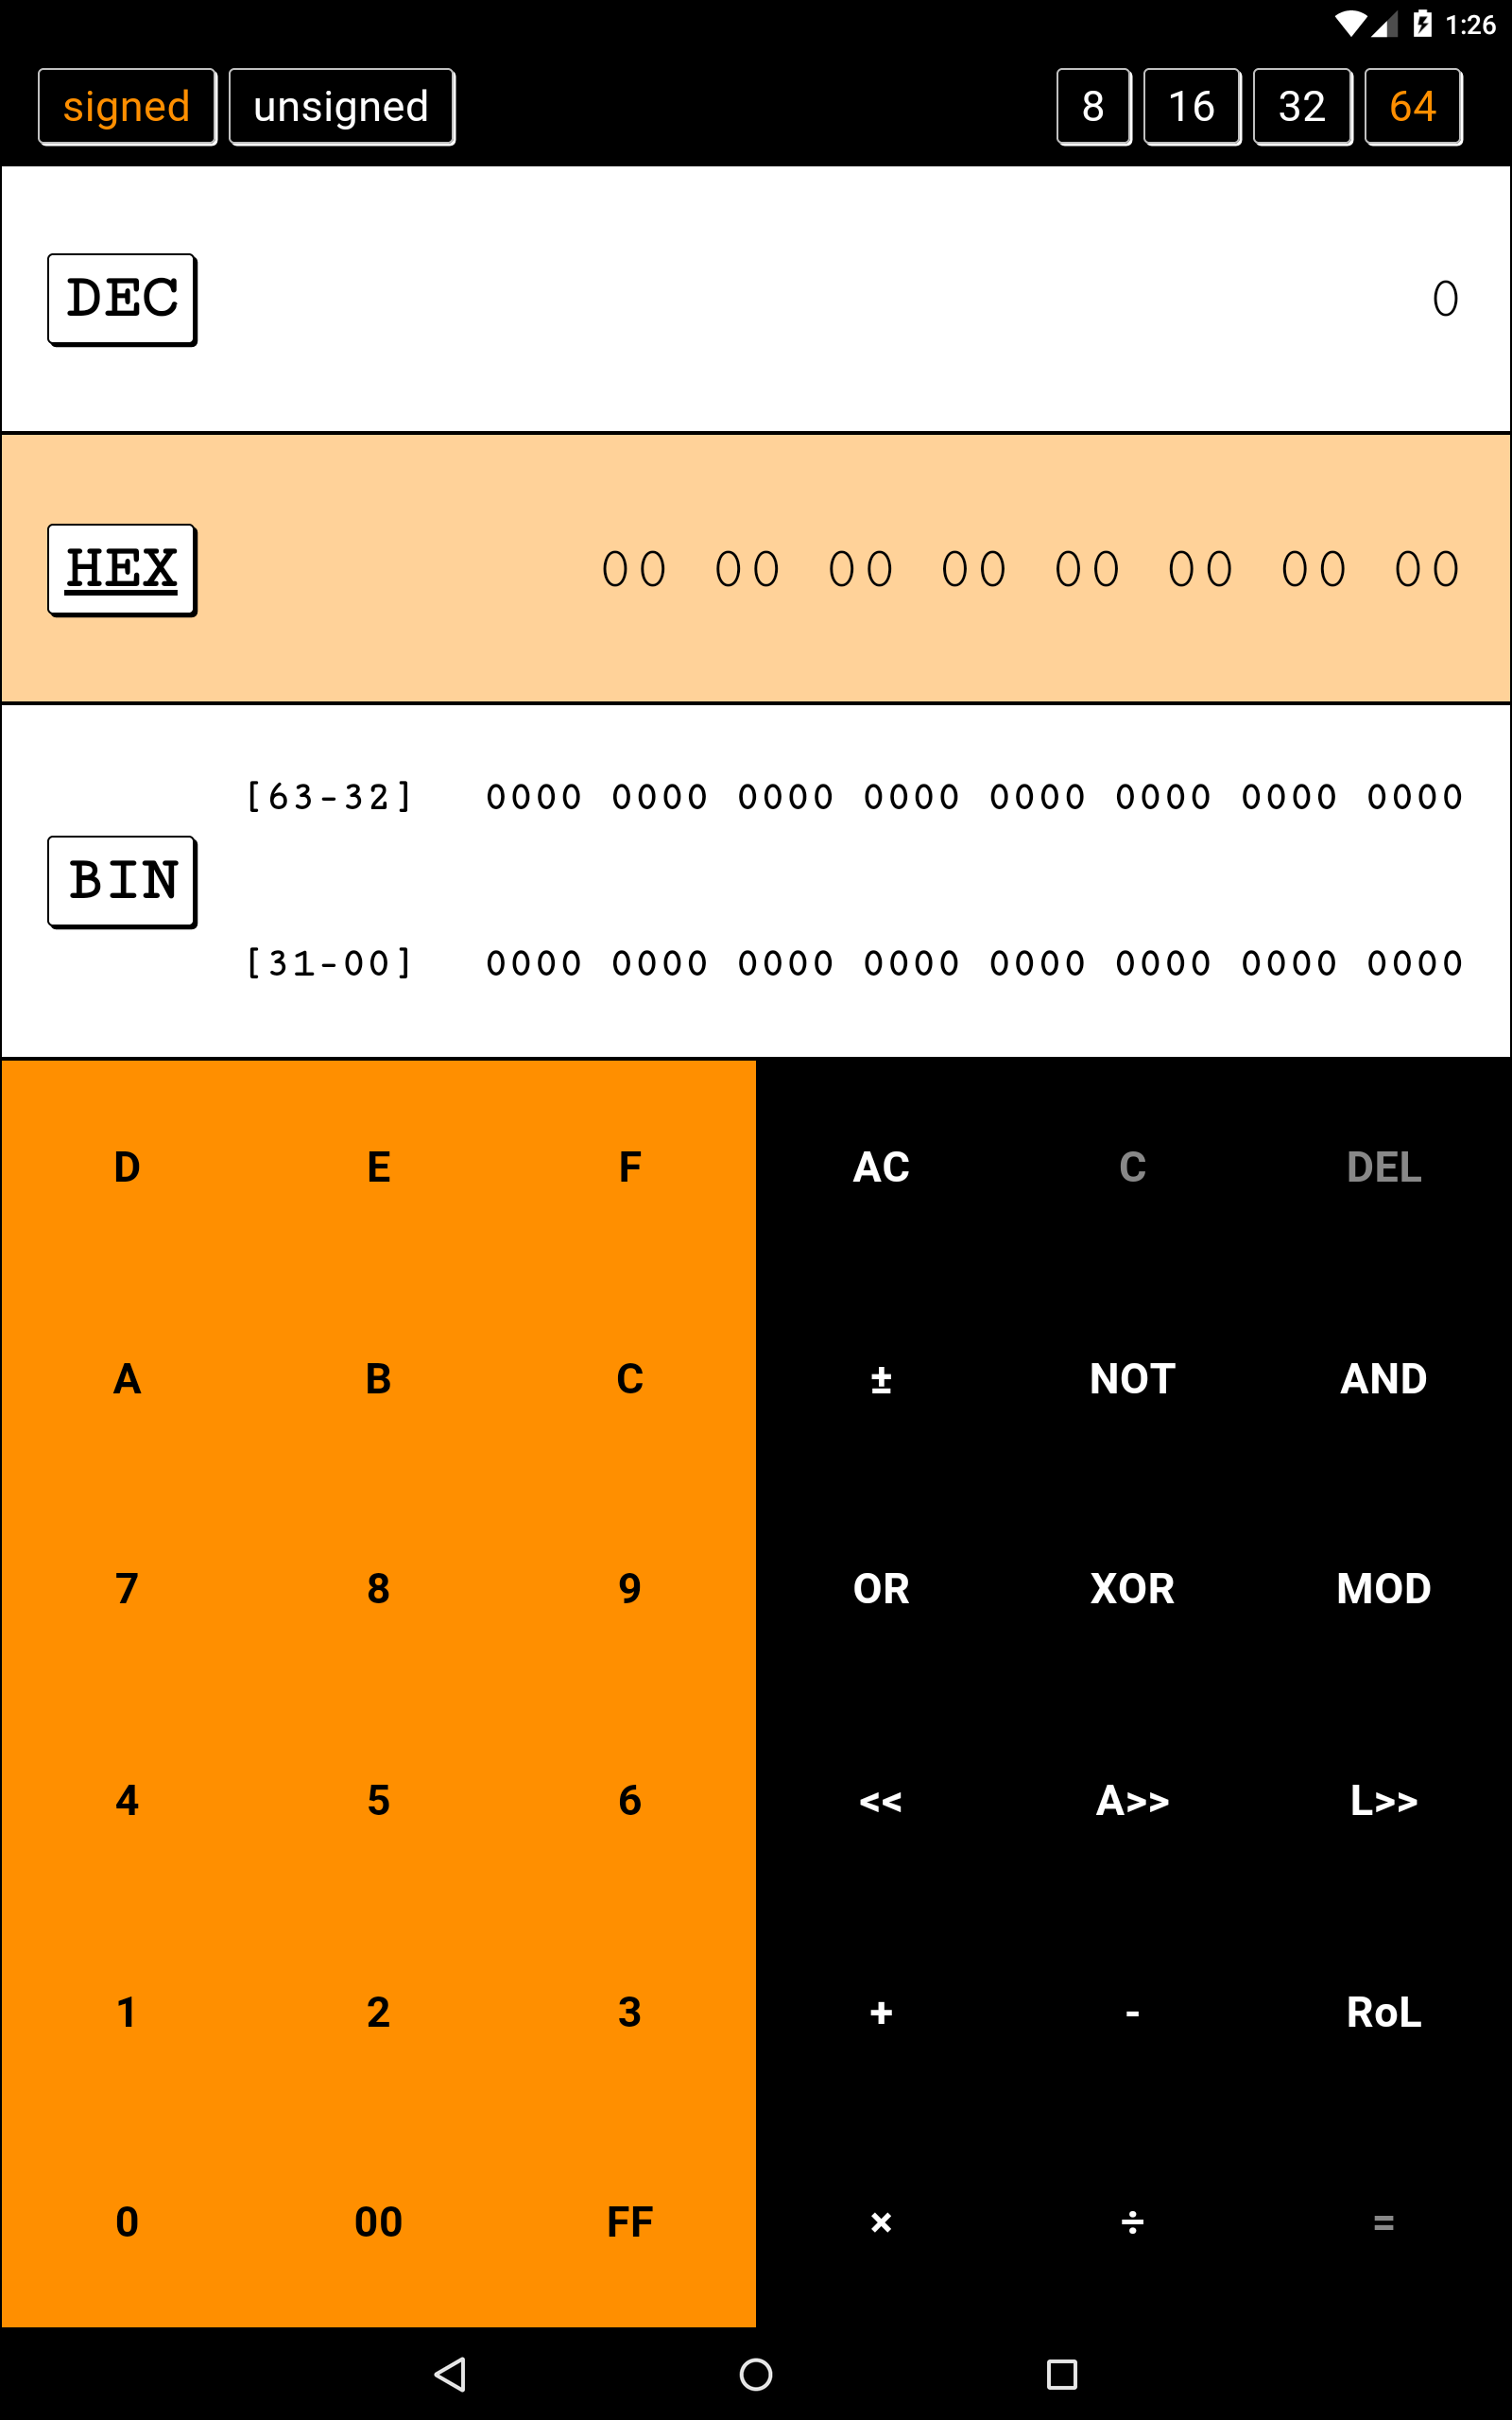 1:26
signed unsigned 8 16 32 64
DEC 0
HEX 00 00 00 00 00 00 00 00
[63-32] 0000 0000 0000 0000 0000 0000 0000 0000
BIN
[31-00] 0000 0000 0000 0000 0000 0000 0000 0000
D E F AC C DEL
A B C ± NOT AND
7 8 9 OR XOR MOD
4 5 6 << A>> L>>
1 2 3 + - RoL
0 00 FF × ÷ =